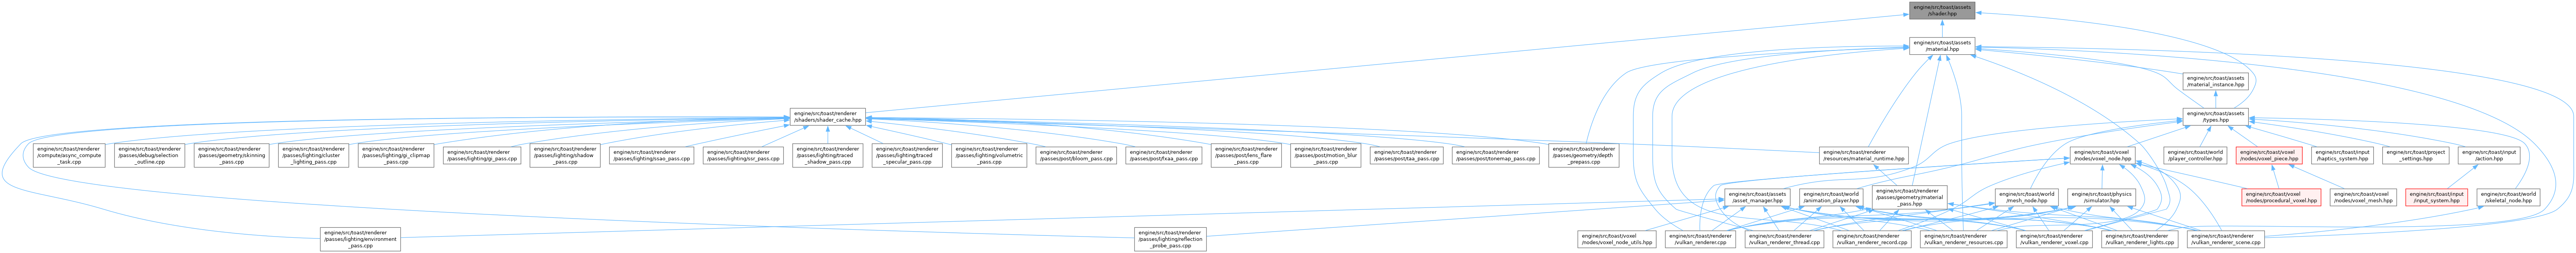 engine/src/toast/assets
/shader.hpp
engine/src/toast/assets
/material.hpp
engine/src/toast/assets
/material_instance.hpp
engine/src/toast/renderer
/shaders/shader_cache.hpp
engine/src/toast/assets
/types.hpp
engine/src/toast/renderer
/compute/async_compute
_task.cpp
engine/src/toast/renderer
/passes/debug/selection
_outline.cpp
engine/src/toast/renderer
/passes/geometry/skinning
_pass.cpp
engine/src/toast/renderer
/passes/lighting/cluster
_lighting_pass.cpp
engine/src/toast/renderer
/passes/lighting/gi_clipmap
_pass.cpp
engine/src/toast/renderer
/passes/lighting/gi_pass.cpp
engine/src/toast/renderer
/passes/lighting/shadow
_pass.cpp
engine/src/toast/renderer
/passes/lighting/ssao_pass.cpp
engine/src/toast/renderer
/passes/lighting/ssr_pass.cpp
engine/src/toast/renderer
/passes/lighting/traced
_shadow_pass.cpp
engine/src/toast/renderer
/passes/lighting/traced
_specular_pass.cpp
engine/src/toast/renderer
/passes/lighting/volumetric
_pass.cpp
engine/src/toast/renderer
/passes/post/bloom_pass.cpp
engine/src/toast/renderer
/passes/post/fxaa_pass.cpp
engine/src/toast/renderer
/passes/post/lens_flare
_pass.cpp
engine/src/toast/renderer
/passes/post/motion_blur
_pass.cpp
engine/src/toast/renderer
/passes/post/taa_pass.cpp
engine/src/toast/renderer
/passes/post/tonemap_pass.cpp
engine/src/toast/renderer
/passes/geometry/depth
_prepass.cpp
engine/src/toast/renderer
/resources/material_runtime.hpp
engine/src/toast/voxel
/nodes/voxel_node.hpp
engine/src/toast/world
/player_controller.hpp
engine/src/toast/voxel
/nodes/voxel_piece.hpp
engine/src/toast/input
/haptics_system.hpp
engine/src/toast/project
_settings.hpp
engine/src/toast/input
/action.hpp
engine/src/toast/assets
/asset_manager.hpp
engine/src/toast/world
/animation_player.hpp
engine/src/toast/renderer
/passes/geometry/material
_pass.hpp
engine/src/toast/world
/mesh_node.hpp
engine/src/toast/physics
/simulator.hpp
engine/src/toast/voxel
/nodes/procedural_voxel.hpp
engine/src/toast/voxel
/nodes/voxel_mesh.hpp
engine/src/toast/input
/input_system.hpp
engine/src/toast/world
/skeletal_node.hpp
engine/src/toast/renderer
/passes/lighting/environment
_pass.cpp
engine/src/toast/renderer
/passes/lighting/reflection
_probe_pass.cpp
engine/src/toast/voxel
/nodes/voxel_node_utils.hpp
engine/src/toast/renderer
/vulkan_renderer.cpp
engine/src/toast/renderer
/vulkan_renderer_thread.cpp
engine/src/toast/renderer
/vulkan_renderer_record.cpp
engine/src/toast/renderer
/vulkan_renderer_resources.cpp
engine/src/toast/renderer
/vulkan_renderer_voxel.cpp
engine/src/toast/renderer
/vulkan_renderer_lights.cpp
engine/src/toast/renderer
/vulkan_renderer_scene.cpp